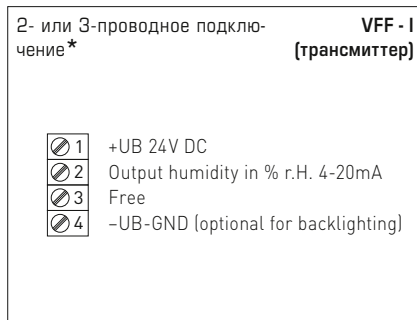 2- или 3-проводное подклю- VFF - I
чение* (трансмиттер)
1 +UB 24V DC
2 Output humidity in % r.H. 4-20mA
3 Free
4 –UB-GND (optional for backlighting)